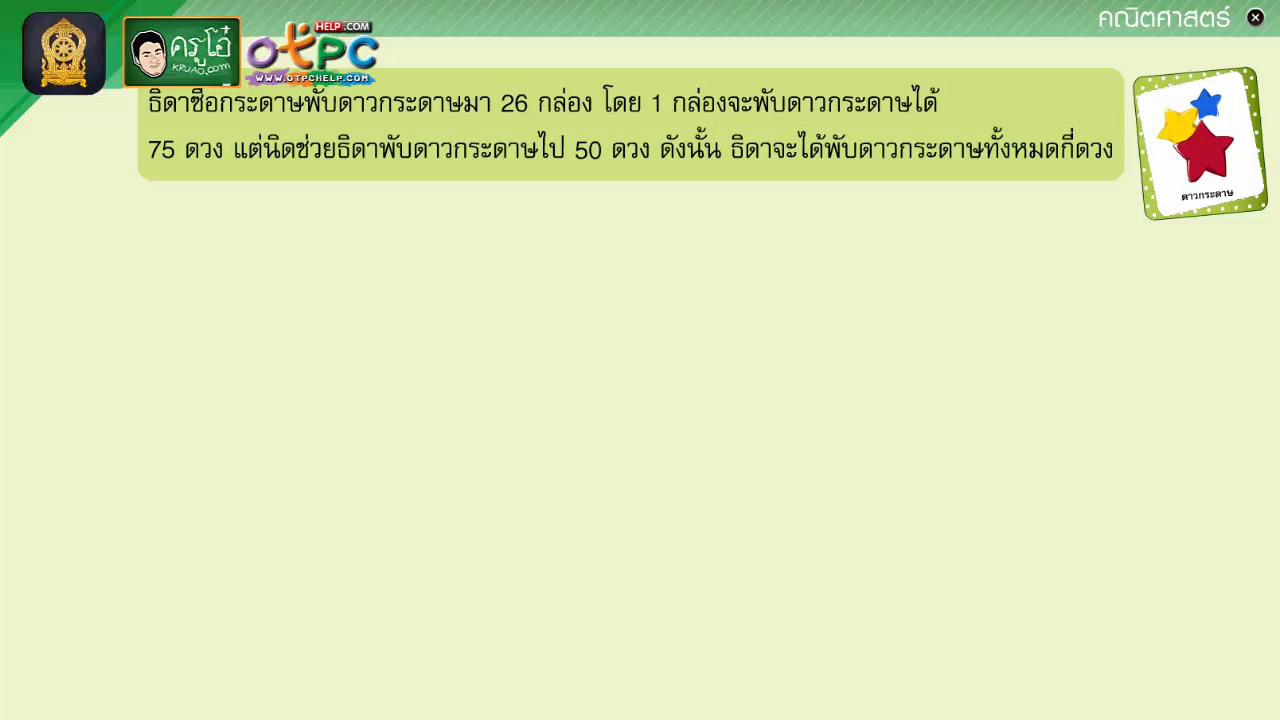 คณิตศาสตร์
ครูโอ๋
KRUAO.com
OTPC
HELP.COM
WWW.OTPCHELP.COM
ธิดาซื้อกระดาษพับดาวกระดาษมา 26 กล่อง โดย 1 กล่องจะพับดาวกระดาษได้
75 ดวง แต่นิดช่วยธิดาพับดาวกระดาษไป 50 ดวง ดังนั้น ธิดาจะได้พับดาวกระดาษทั้งหมดกี่ดวง
ดาวกระดาษ